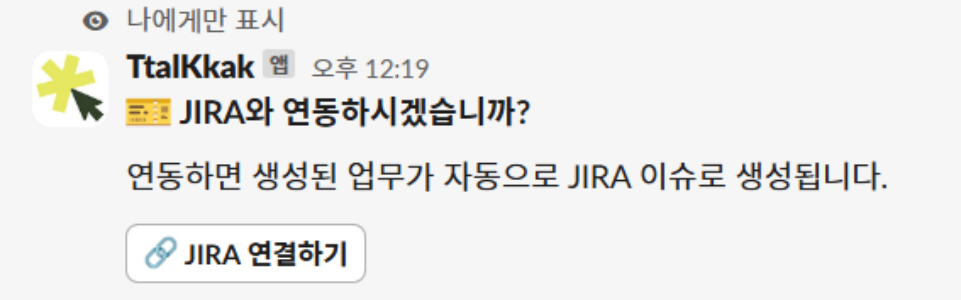 나에게만 표시
TtalKkak 앱 오후 12:19
🎫 JIRA와 연동하시겠습니까?
연동하면 생성된 업무가 자동으로 JIRA 이슈로 생성됩니다.
🔗 JIRA 연결하기